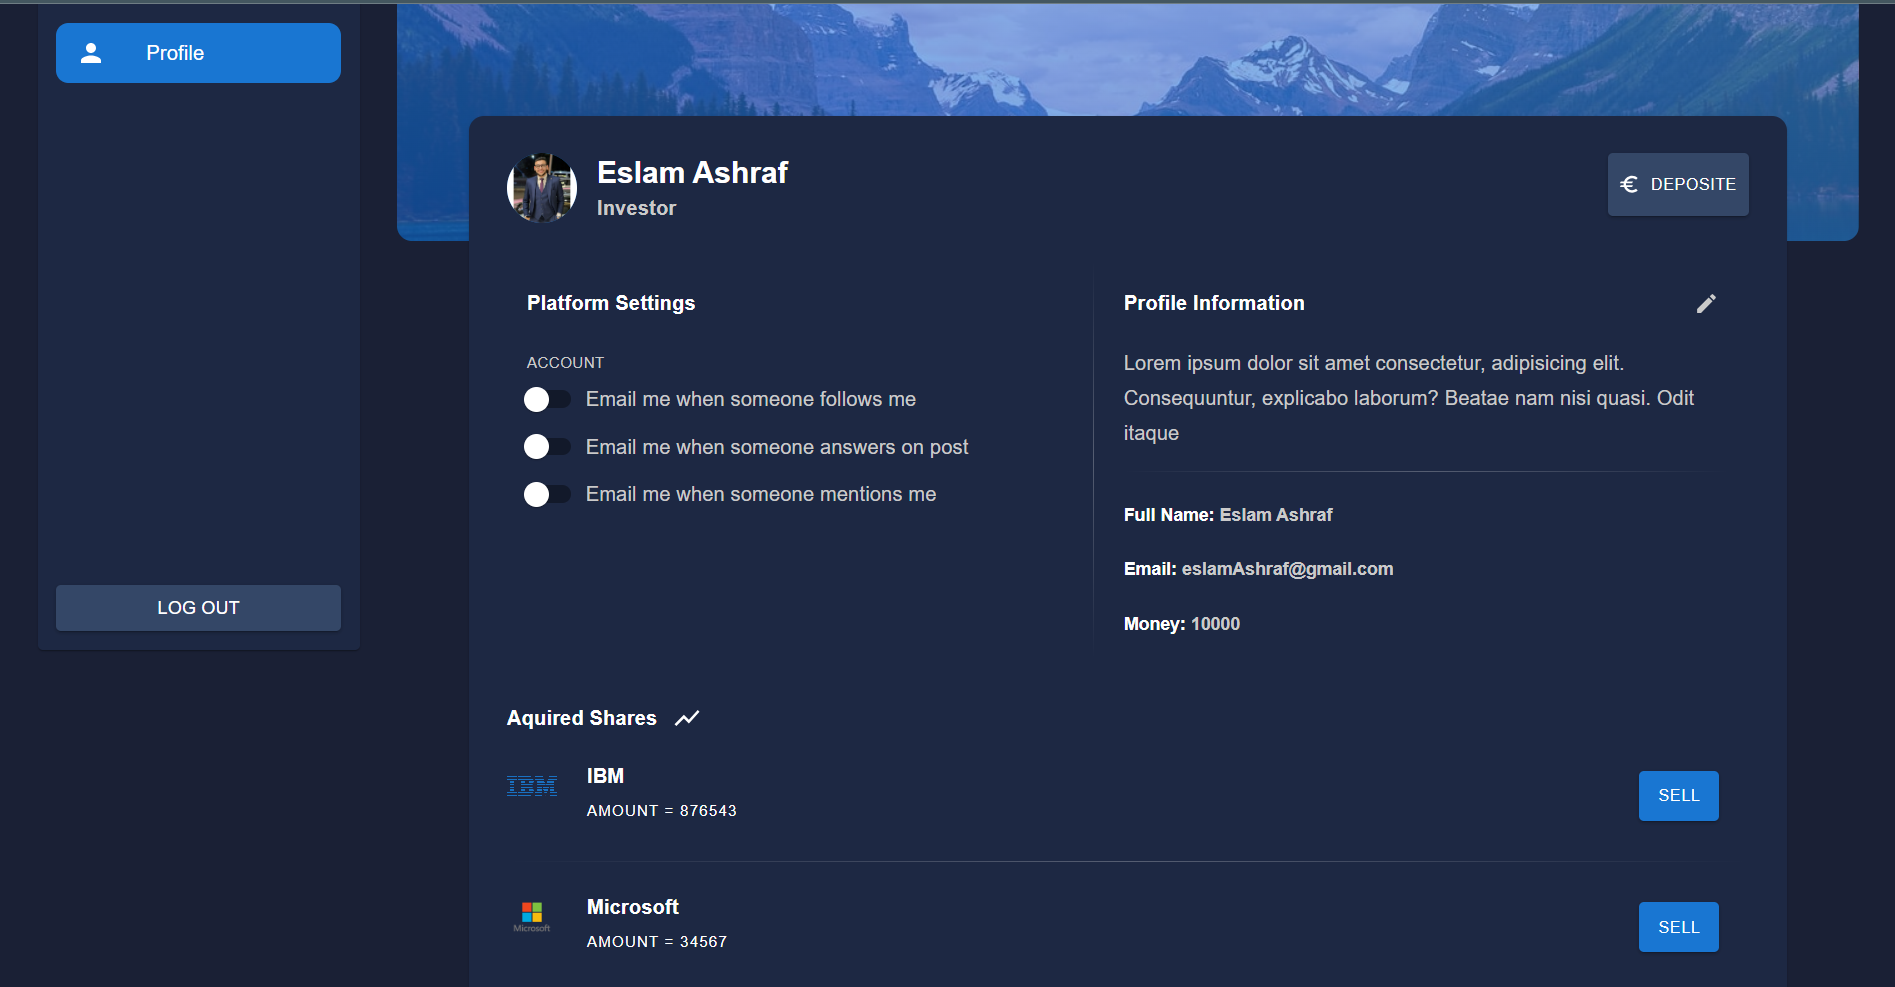 Profile
LOG OUT
Eslam Ashraf
Investor
DEPOSITE
Platform Settings
ACCOUNT
Email me when someone follows me
Email me when someone answers on post
Email me when someone mentions me
Profile Information
Lorem ipsum dolor sit amet consectetur, adipisicing elit.
Consequuntur, explicabo laborum? Beatae nam nisi quasi. Odit
itaque
Full Name: Eslam Ashraf
Email: eslamAshraf@gmail.com
Money: 10000
Aquired Shares
IBM
IBM
AMOUNT = 876543
SELL
Microsoft
Microsoft
AMOUNT = 34567
SELL